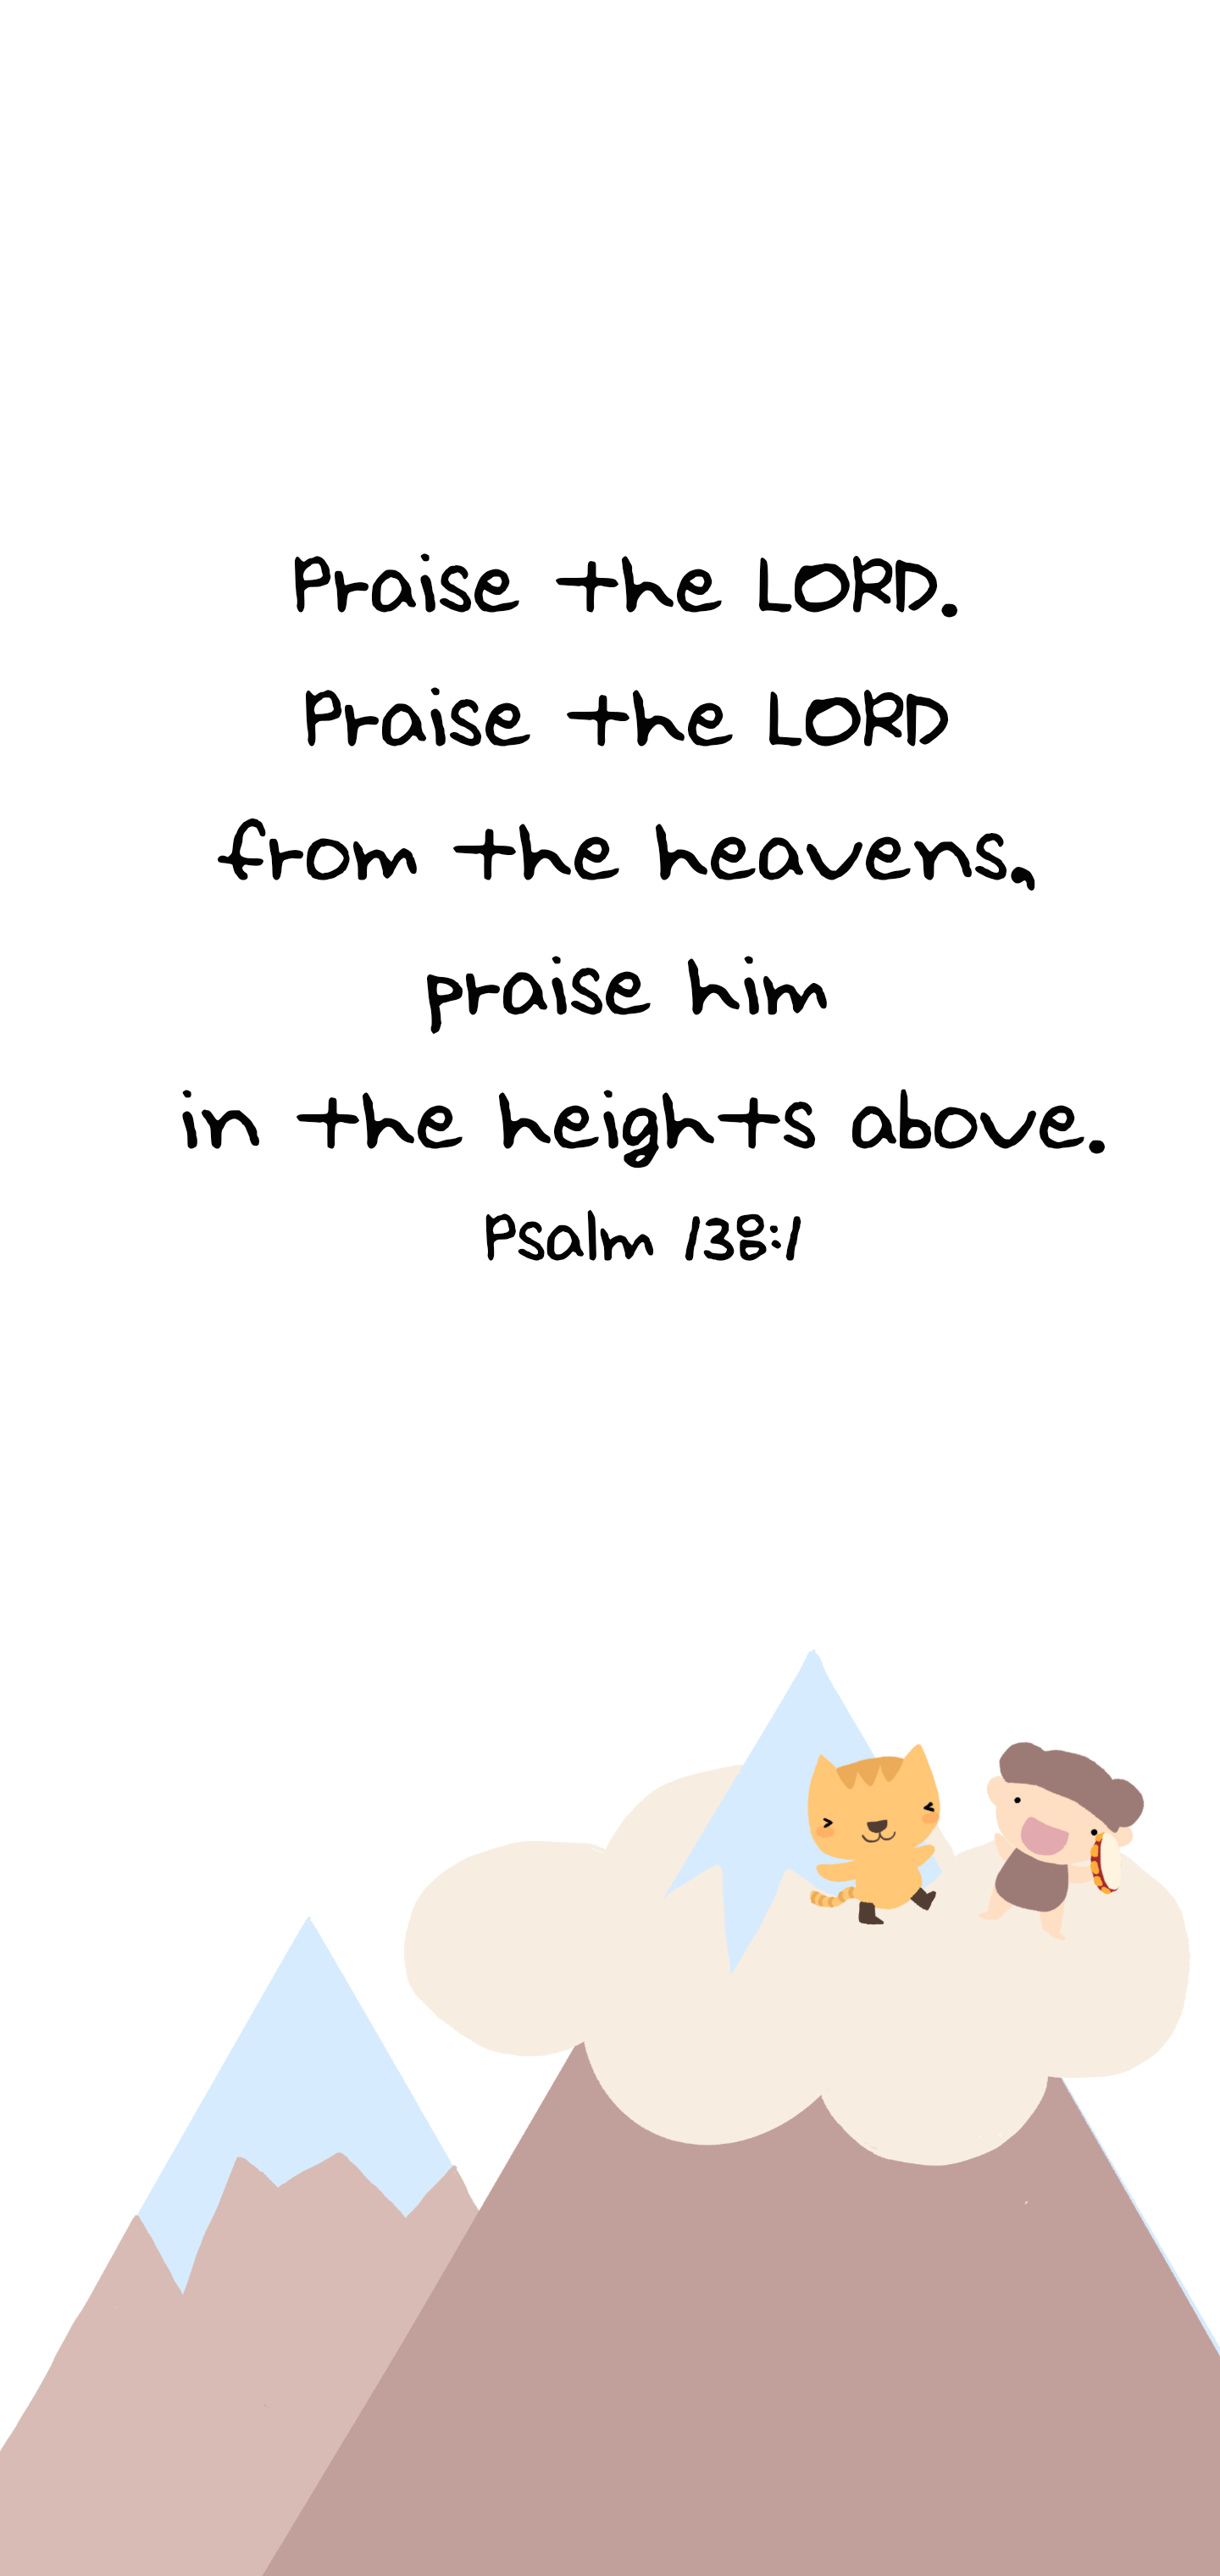 Praise the LORD.
Praise the LORD
from the heavens,
praise him
in the heights above.
Psalm 138:1